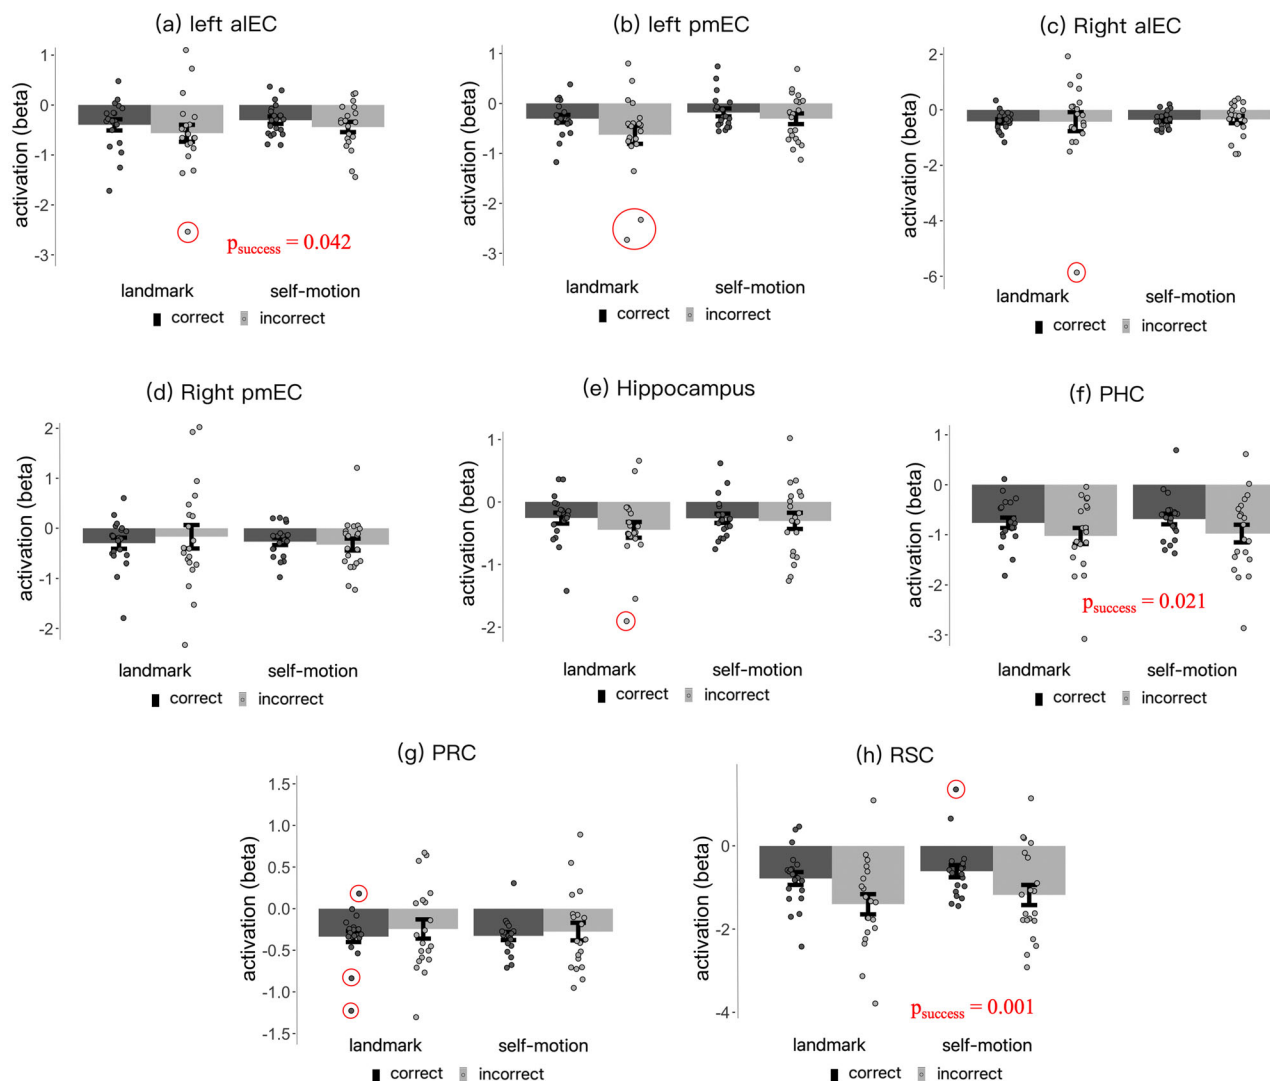 (a) left alEC
activation (beta)
1
0
-1
-2
-3
p_success = 0.042
landmark self-motion
correct incorrect
(b) left pmEC
activation (beta)
1
0
-1
-2
-3
landmark self-motion
correct incorrect
(c) Right alEC
activation (beta)
2
0
-2
-4
-6
landmark self-motion
correct incorrect
(d) Right pmEC
activation (beta)
2
1
0
-1
-2
landmark self-motion
correct incorrect
(e) Hippocampus
activation (beta)
1
0
-1
-2
landmark self-motion
correct incorrect
(f) PHC
activation (beta)
1
0
-1
-2
-3
p_success = 0.021
landmark self-motion
correct incorrect
(g) PRC
activation (beta)
1.5
1.0
0.5
0.0
-0.5
-1.0
-1.5
landmark self-motion
correct incorrect
(h) RSC
activation (beta)
0
-2
-4
p_success = 0.001
landmark self-motion
correct incorrect